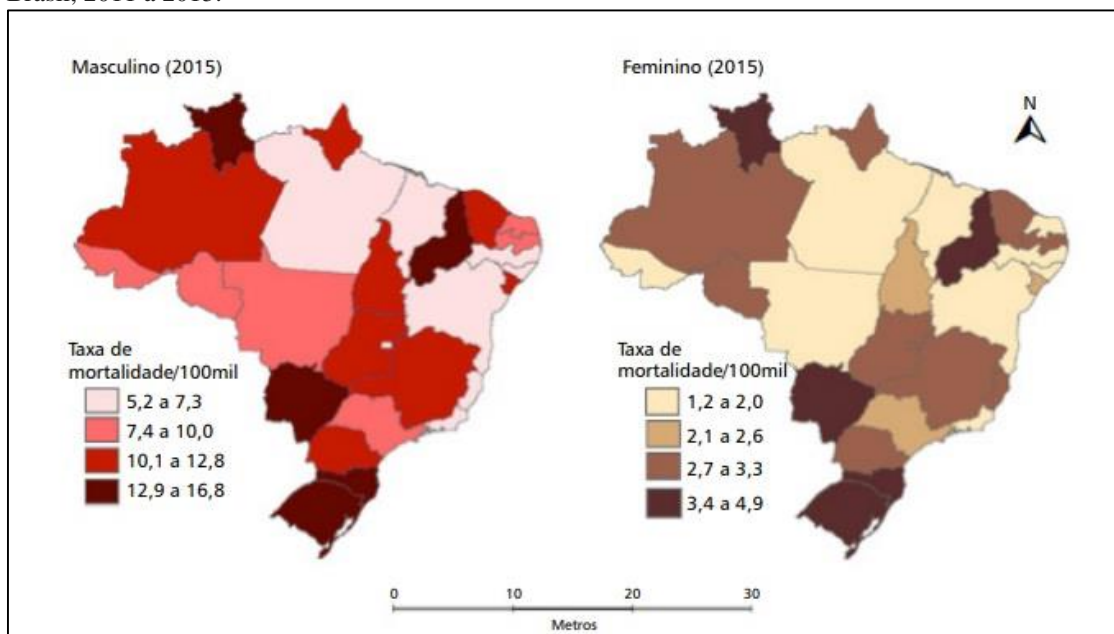 Brasil, 2011 a 2015.
Masculino (2015)
Taxa de
mortalidade/100mil
5,2 a 7,3
7,4 a 10,0
10,1 a 12,8
12,9 a 16,8
Feminino (2015)
N
Taxa de
mortalidade/100mil
1,2 a 2,0
2,1 a 2,6
2,7 a 3,3
3,4 a 4,9
0 10 20 30
Metros